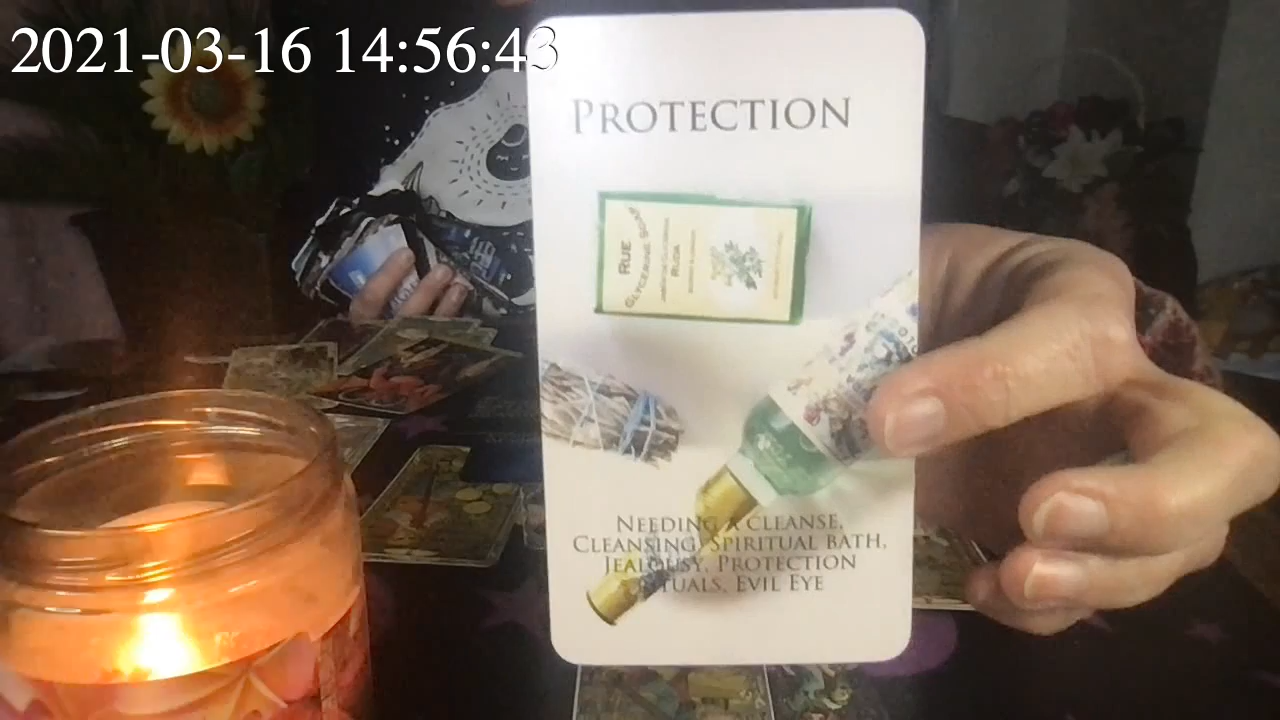 2021-03-16 14:56:43
PROTECTION
RUE
GLYCERINE SOAP
RUDA
NEEDING A CLEANSE,
CLEANSING, SPIRITUAL BATH,
JEALOUSY, PROTECTION
RITUALS, EVIL EYE